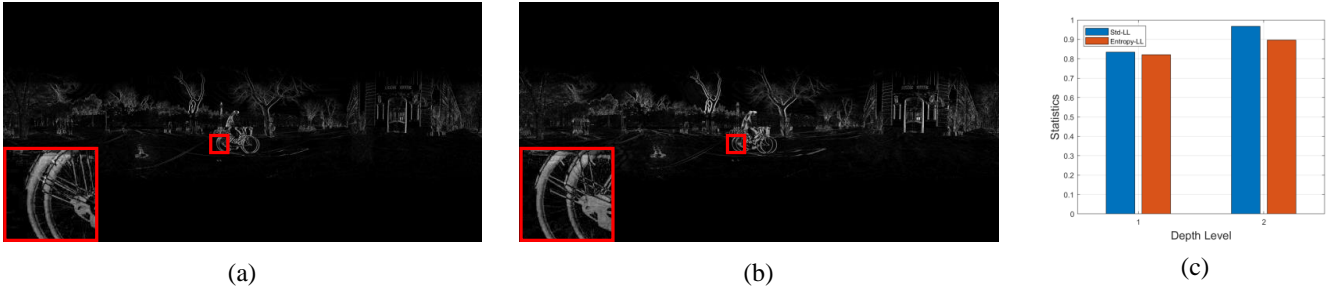 1
0.9
0.8
0.7
0.6
0.5
0.4
0.3
0.2
0.1
0
Statistics
Std-LL
Entropy-LL
1 2
Depth Level
(a) (b) (c)